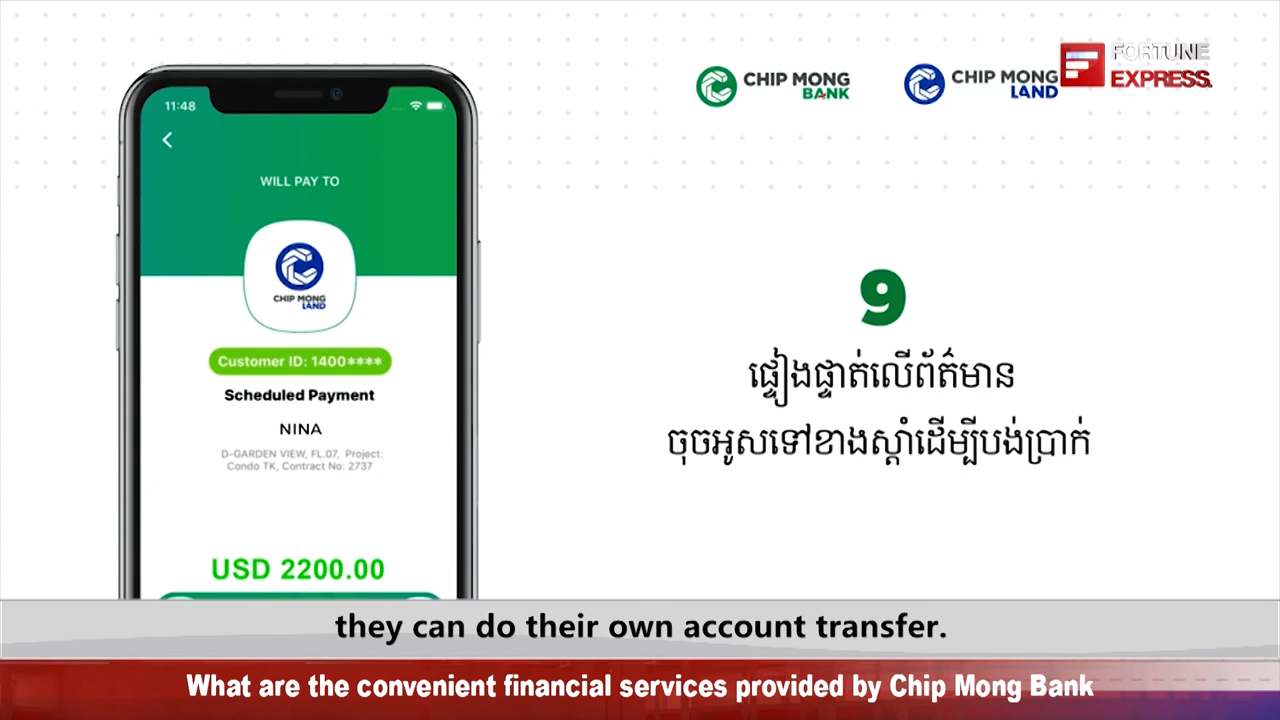 FORTUNE
EXPRESS
CHIP MONG
BANK
CHIP MONG
LAND
11:48
WILL PAY TO
CHIP MONG
LAND
Customer ID: 1400****
Scheduled Payment
NINA
D-GARDEN VIEW, FL.07, Project:
Condo TK, Contract No: 2737
USD 2200.00
9
ផ្ទៀងផ្ទាត់លើព័ត៌មាន
ចុចអូសទៅខាងស្តាំដើម្បីបង់ប្រាក់
they can do their own account transfer.
What are the convenient financial services provided by Chip Mong Bank